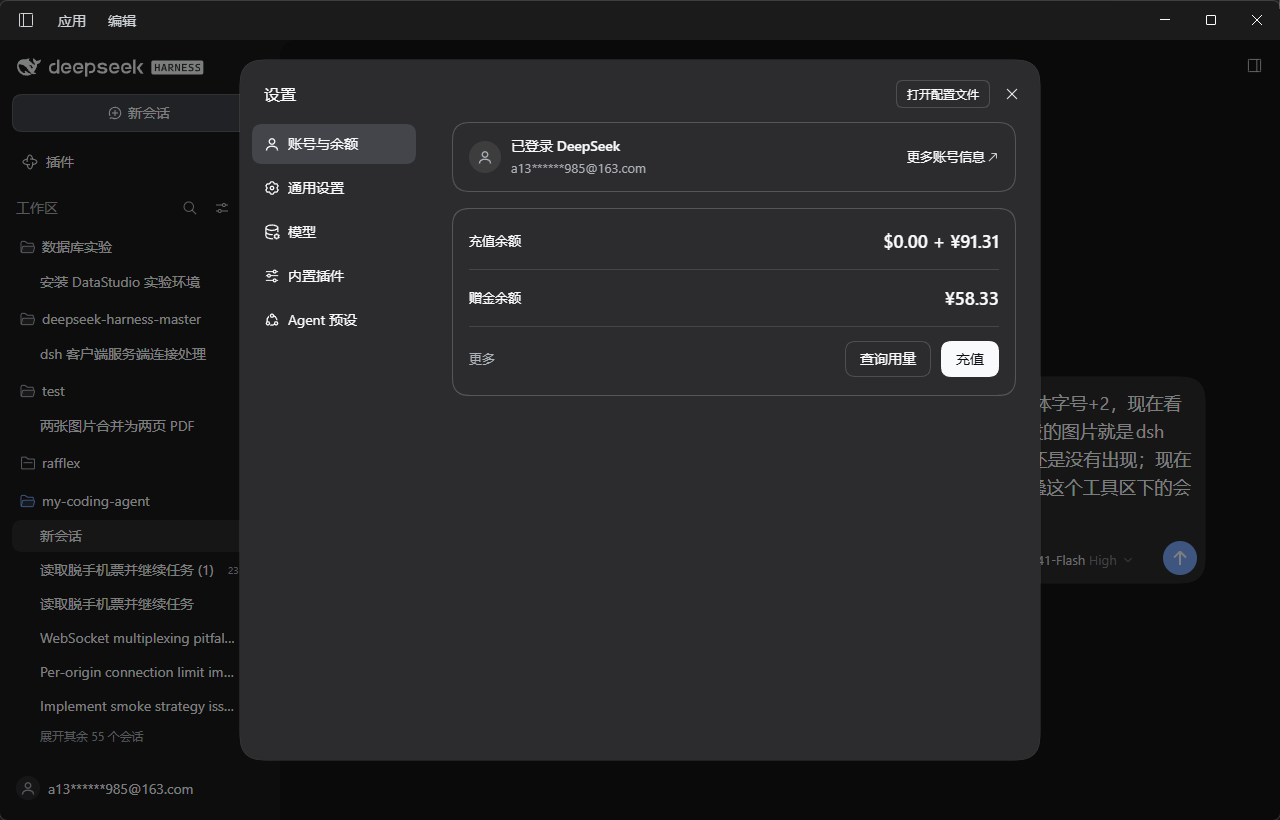 应用 编辑
deepseek HARNESS
新会话
插件
工作区
数据库实验
安装 DataStudio 实验环境
deepseek-harness-master
dsh 客户端服务端连接处理
test
两张图片合并为两页 PDF
rafflex
my-coding-agent
新会话
读取脱手机票并继续任务 (1) 23
读取脱手机票并继续任务
WebSocket multiplexing pitfal...
Per-origin connection limit im...
Implement smoke strategy iss...
展开其余 55 个会话
a13******985@163.com
设置
打开配置文件
账号与余额
通用设置
模型
内置插件
Agent 预设
已登录 DeepSeek
a13******985@163.com
更多账号信息
充值余额 $0.00 + ¥91.31
赠金余额 ¥58.33
更多 查询用量 充值
字号+2，现在看
的图片就是dsh
是没有出现；现在
这个工具区下的会
41-Flash High